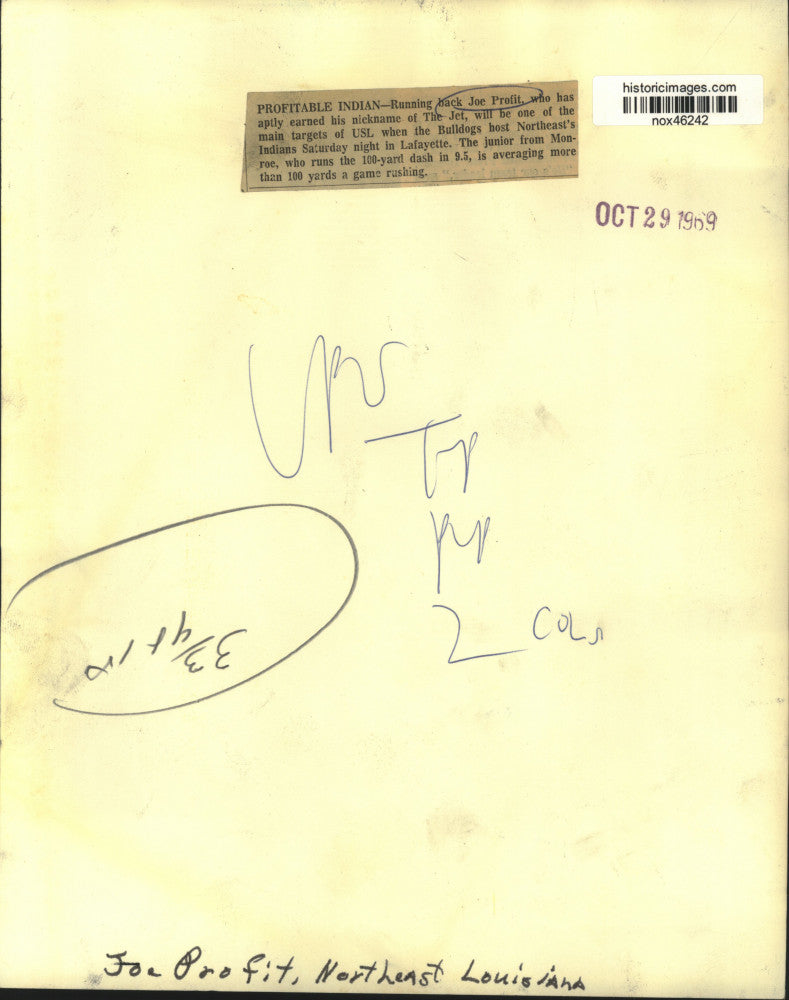 historicimages.com
nox46242
PROFITABLE INDIAN—Running back Joe Profit, who has
aptly earned his nickname of The Jet, will be one of the
main targets of USL when the Bulldogs host Northeast's
Indians Saturday night in Lafayette. The junior from Mon-
roe, who runs the 100-yard dash in 9.5, is averaging more
than 100 yards a game rushing.
OCT 29 1969
2 COLS
3 3/4
Joe Profit, Northeast Louisiana